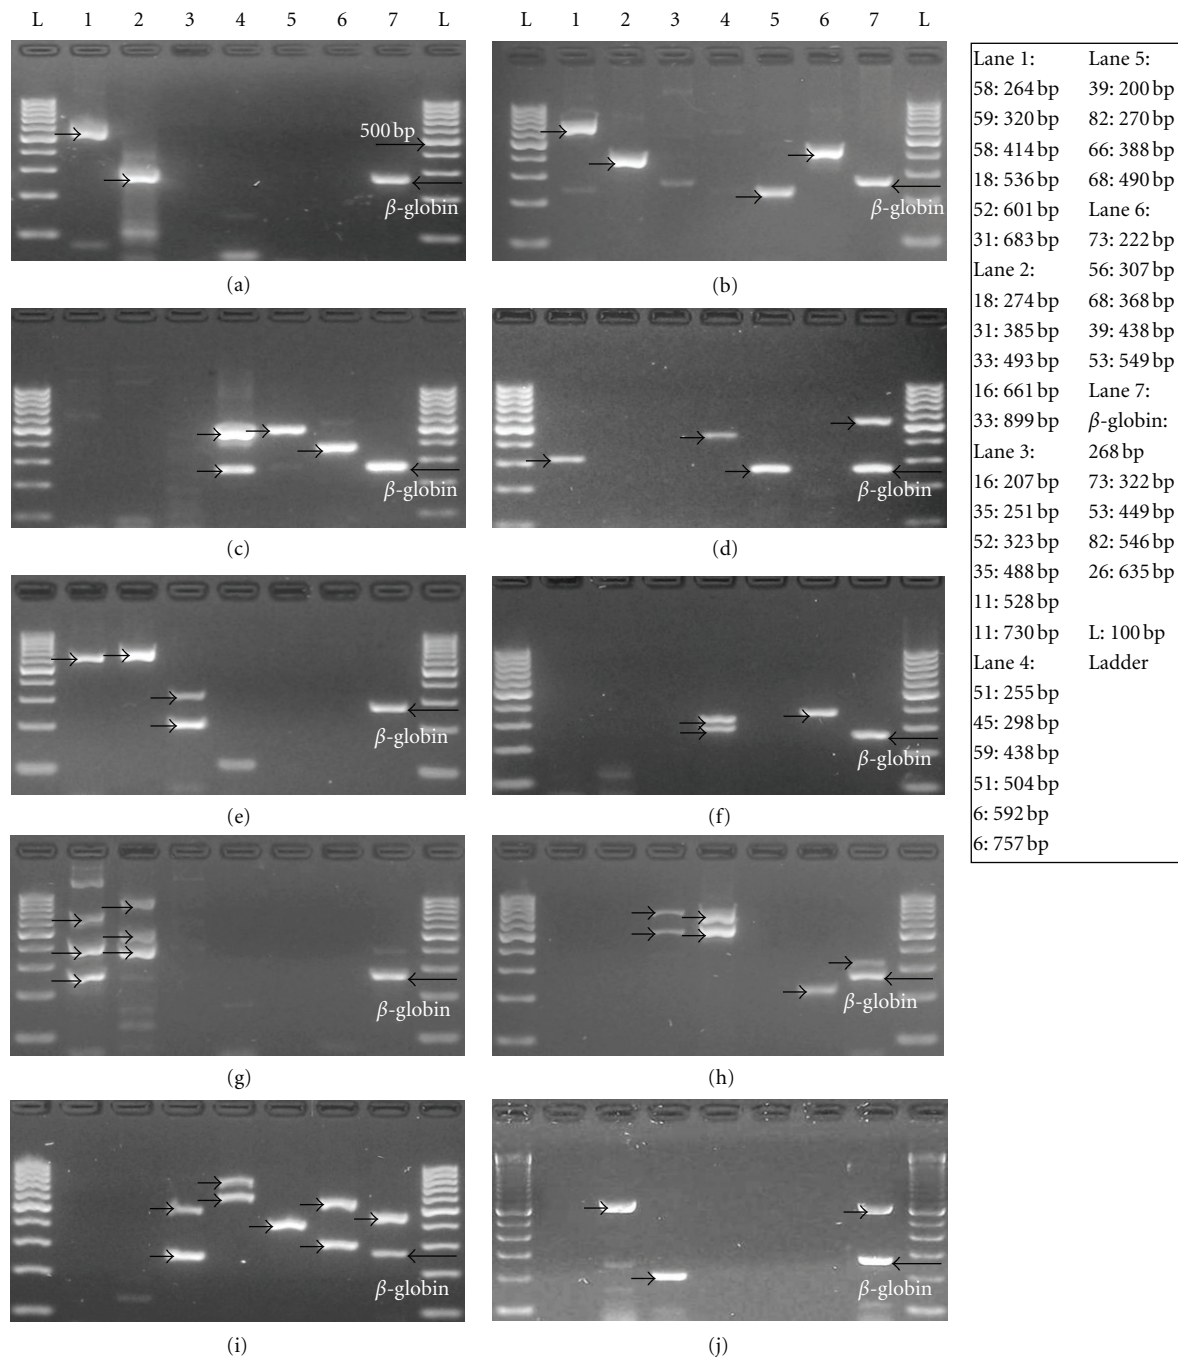 L 1 2 3 4 5 6 7 L
L 1 2 3 4 5 6 7 L
500 bp
β-globin
β-globin
(a)
(b)
β-globin
β-globin
(c)
(d)
β-globin
β-globin
(e)
(f)
β-globin
β-globin
(g)
(h)
β-globin
β-globin
(i)
(j)
Lane 1:
58: 264 bp
59: 320 bp
58: 414 bp
18: 536 bp
52: 601 bp
31: 683 bp
Lane 2:
18: 274 bp
31: 385 bp
33: 493 bp
16: 661 bp
33: 899 bp
Lane 3:
16: 207 bp
35: 251 bp
52: 323 bp
35: 488 bp
11: 528 bp
11: 730 bp
Lane 4:
51: 255 bp
45: 298 bp
59: 438 bp
51: 504 bp
6: 592 bp
6: 757 bp
Lane 5:
39: 200 bp
82: 270 bp
66: 388 bp
68: 490 bp
Lane 6:
73: 222 bp
56: 307 bp
68: 368 bp
39: 438 bp
53: 549 bp
Lane 7:
β-globin:
268 bp
73: 322 bp
53: 449 bp
82: 546 bp
26: 635 bp
L: 100 bp
Ladder